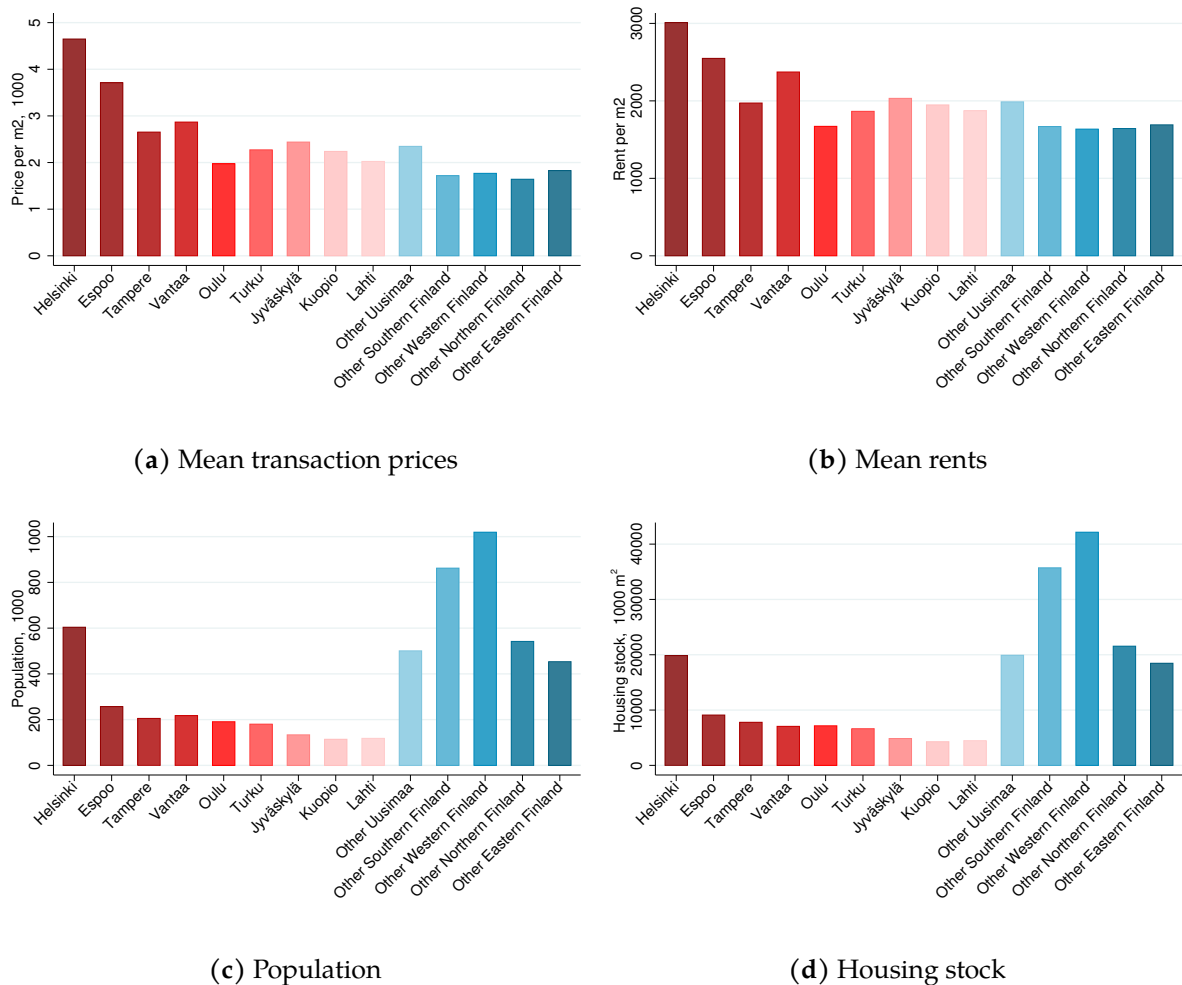 Price per m2, 1000
5
4
3
2
1
0
Helsinki
Espoo
Tampere
Vantaa
Oulu
Turku
Jyväskylä
Kuopio
Lahti
Other Uusimaa
Other Southern Finland
Other Western Finland
Other Northern Finland
Other Eastern Finland
(a) Mean transaction prices
Rent per m2
3000
2000
1000
0
Helsinki
Espoo
Tampere
Vantaa
Oulu
Turku
Jyväskylä
Kuopio
Lahti
Other Uusimaa
Other Southern Finland
Other Western Finland
Other Northern Finland
Other Eastern Finland
(b) Mean rents
Population, 1000
1000
800
600
400
200
0
Helsinki
Espoo
Tampere
Vantaa
Oulu
Turku
Jyväskylä
Kuopio
Lahti
Other Uusimaa
Other Southern Finland
Other Western Finland
Other Northern Finland
Other Eastern Finland
(c) Population
Housing stock, 1000 m²
40000
30000
20000
10000
0
Helsinki
Espoo
Tampere
Vantaa
Oulu
Turku
Jyväskylä
Kuopio
Lahti
Other Uusimaa
Other Southern Finland
Other Western Finland
Other Northern Finland
Other Eastern Finland
(d) Housing stock